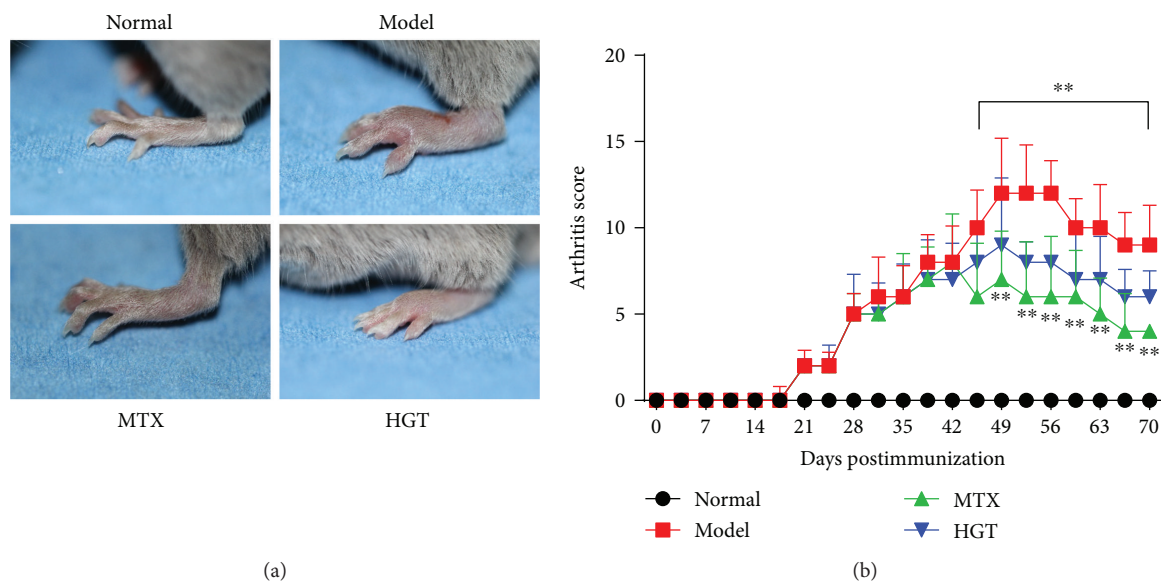 Normal
Model
MTX
HGT
(a)
20
15
10
5
0
Arthritis score
**
**
**
**
**
**
**
**
0 7 14 21 28 35 42 49 56 63 70
Days postimmunization
Normal
Model
MTX
HGT
(b)